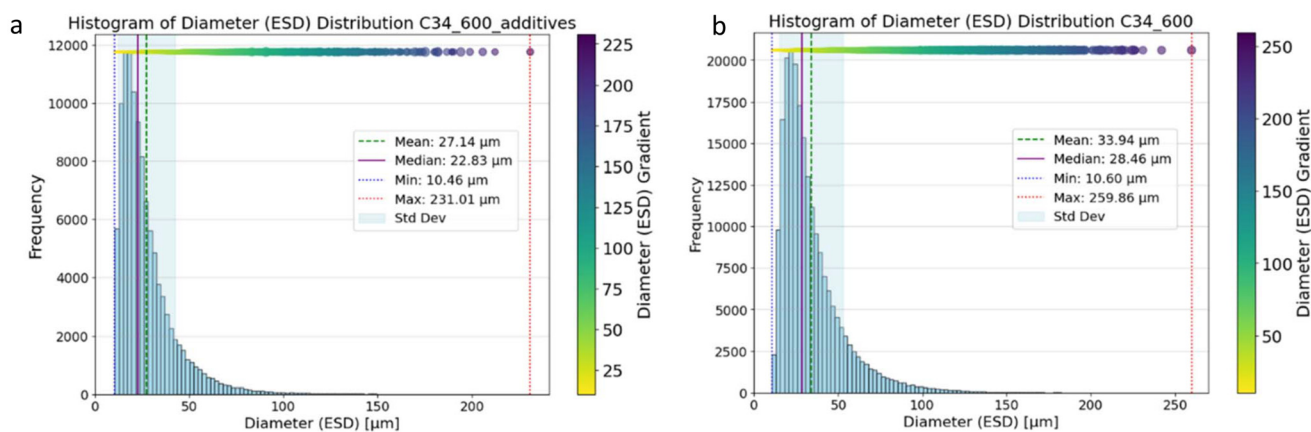 a
Histogram of Diameter (ESD) Distribution C34_600_additives
12000
10000
8000
6000
4000
2000
0
Frequency
Mean: 27.14 µm
Median: 22.83 µm
Min: 10.46 µm
Max: 231.01 µm
Std Dev
0 50 100 150 200
Diameter (ESD) [µm]
225
200
175
150
125
100
75
50
25
Diameter (ESD) Gradient
b
Histogram of Diameter (ESD) Distribution C34_600
20000
17500
15000
12500
10000
7500
5000
2500
0
Frequency
Mean: 33.94 µm
Median: 28.46 µm
Min: 10.60 µm
Max: 259.86 µm
Std Dev
0 50 100 150 200 250
Diameter (ESD) [µm]
250
200
150
100
50
Diameter (ESD) Gradient